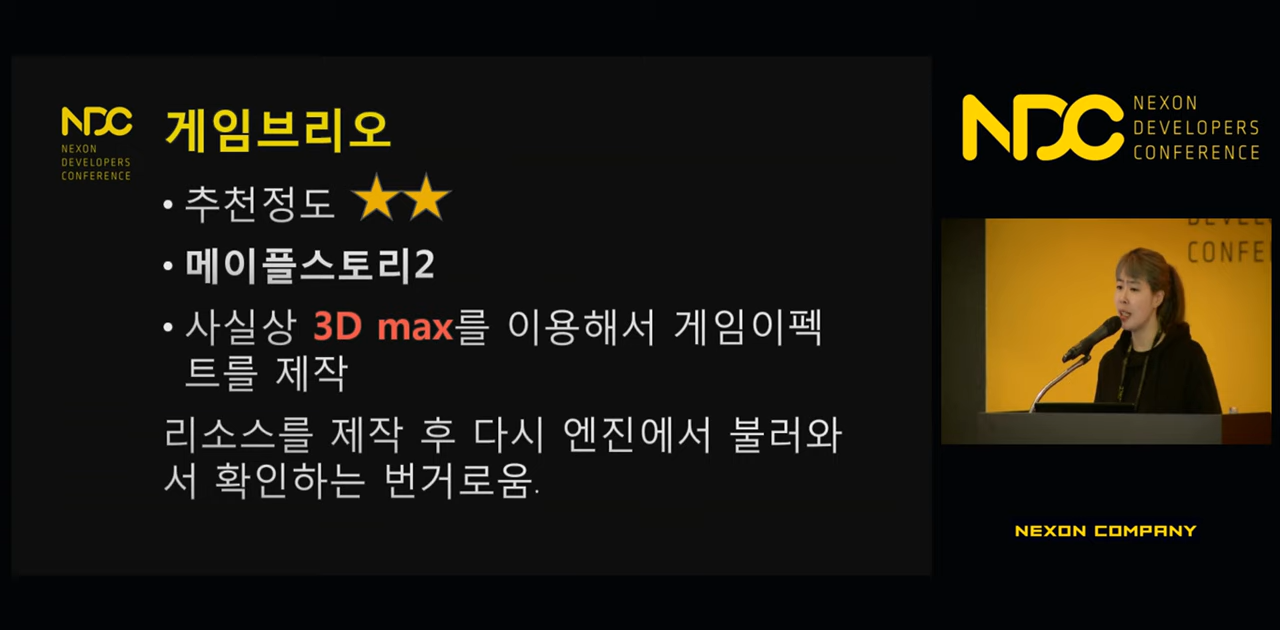 NDC
NEXON
DEVELOPERS
CONFERENCE
게임브리오
• 추천정도 ★★
• 메이플스토리2
• 사실상 3D max를 이용해서 게임이펙
트를 제작
리소스를 제작 후 다시 엔진에서 불러와
서 확인하는 번거로움.
NDC
NEXON
DEVELOPERS
CONFERENCE
CONFE
NEXON COMPANY